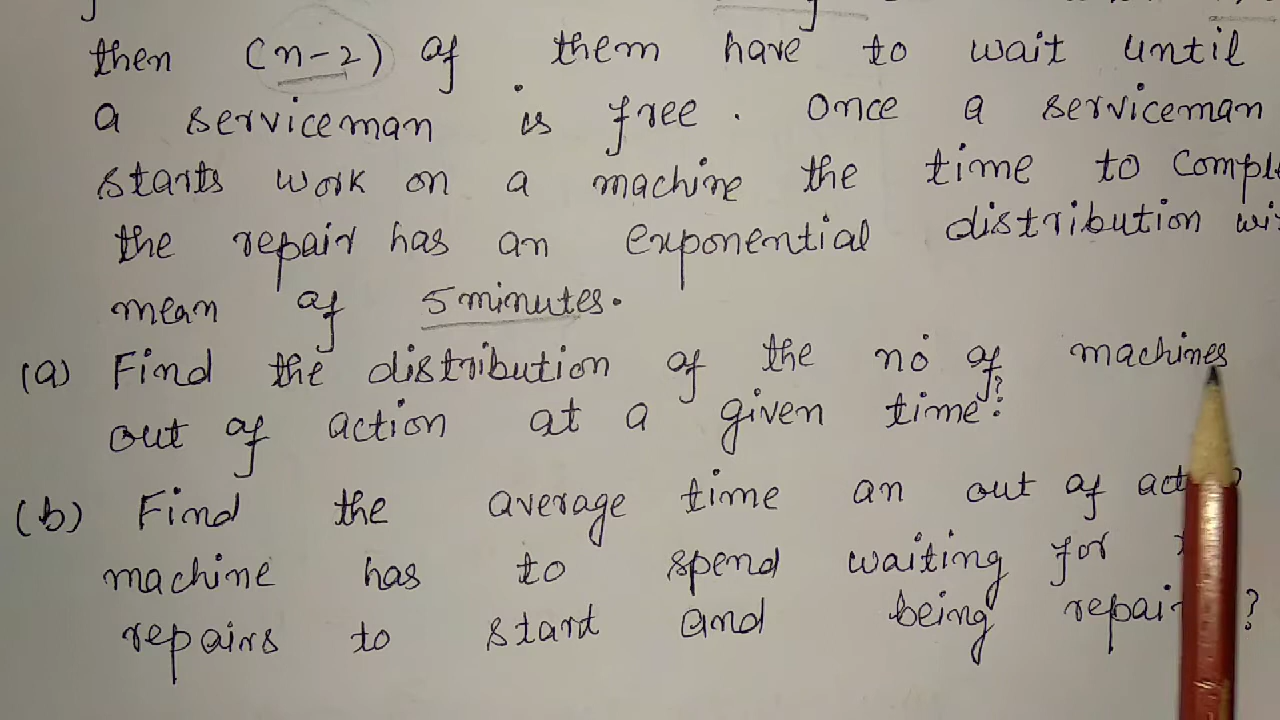 then (n-2) of them have to wait until
a serviceman is free. Once a serviceman
starts work on a machine the time to Compl
the repair has an exponential distribution wi
mean of 5 minutes.
(a) Find the distribution of the no of machines
out of action at a given time?
(b) Find the average time an out of act
machine has to spend waiting for
repairs to start and being repai ?